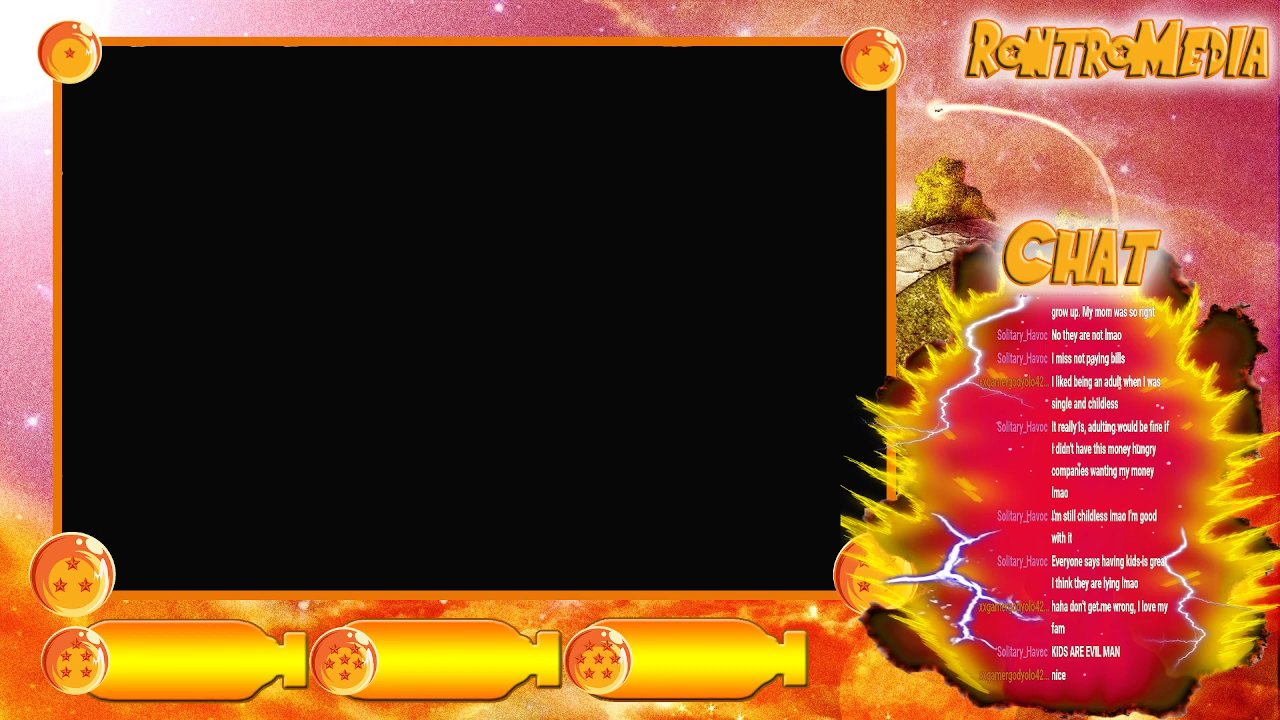 RONTROMEDIA
CHAT
grow up. My mom was so right
Solitary_Havoc No they are not lmao
Solitary_Havoc I miss not paying bills
xxgamergodyolo42... I liked being an adult when I was
single and childless
Solitary_Havoc It really is, adulting would be fine if
I didn't have this money hungry
companies wanting my money
lmao
Solitary_Havoc I'm still childless lmao I'm good
with it
Solitary_Havoc Everyone says having kids is great
I think they are lying lmao
xxgamergodyolo42... haha don't get me wrong, I love my
fam
Solitary_Havoc KIDS ARE EVIL MAN
xxgamergodyolo42... nice